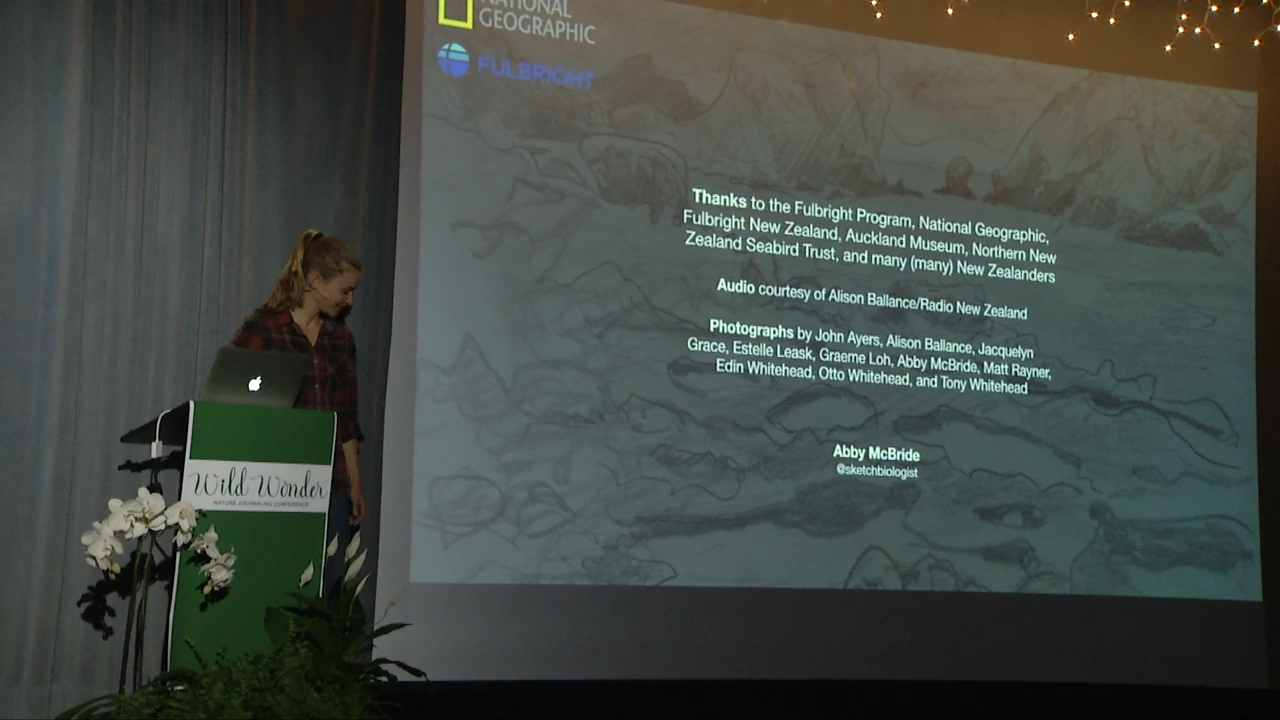 NATIONAL
GEOGRAPHIC
FULBRIGHT
Thanks to the Fulbright Program, National Geographic,
Fulbright New Zealand, Auckland Museum, Northern New
Zealand Seabird Trust, and many (many) New Zealanders
Audio courtesy of Alison Ballance/Radio New Zealand
Photographs by John Ayers, Alison Ballance, Jacquelyn
Grace, Estelle Leask, Graeme Loh, Abby McBride, Matt Rayner,
Edin Whitehead, Otto Whitehead, and Tony Whitehead
Abby McBride
@sketchbiologist
Wild Wonder
NATURE JOURNALING CONFERENCE